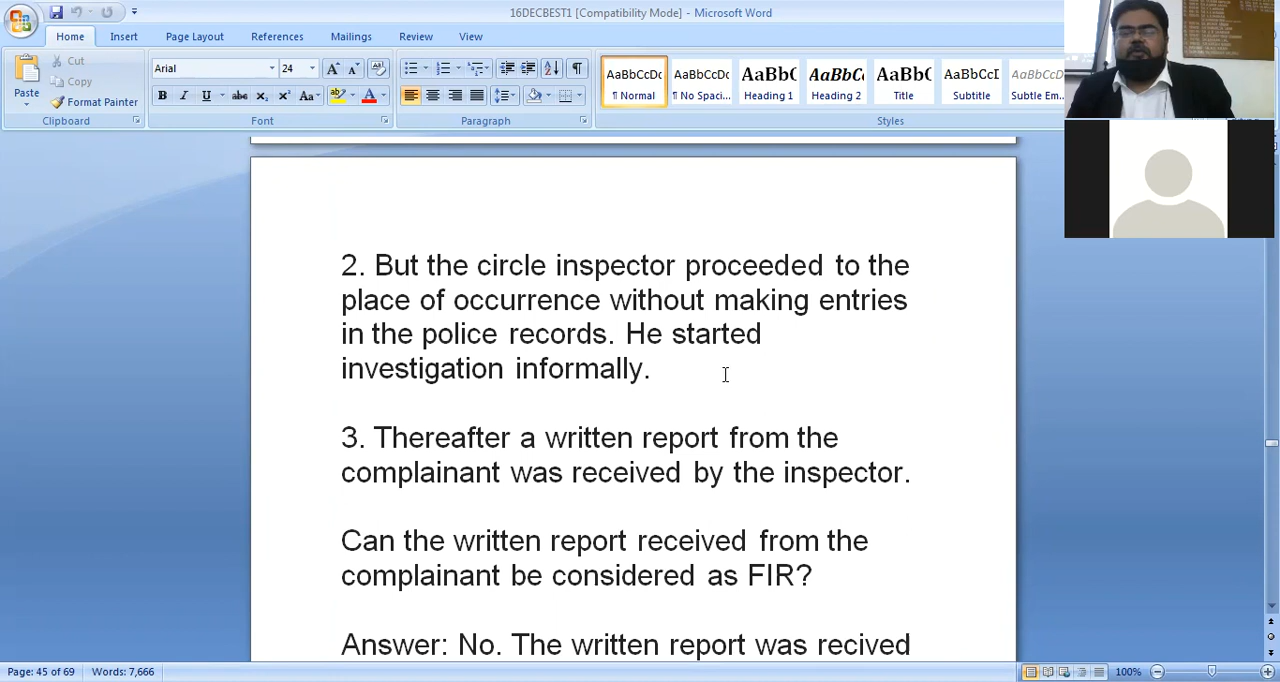 16DECBEST1 [Compatibility Mode] - Microsoft Word
Home Insert Page Layout References Mailings Review View
Paste
Cut
Copy
Format Painter
Clipboard
Arial 24
B I U abc X₂ X² Aa
Font
Paragraph
AaBbCcDc AaBbCcDc AaBbC AaBbC AaBbC AaBbCcI AaBbCcD
¶ Normal ¶ No Spaci... Heading 1 Heading 2 Title Subtitle Subtle Em...
Styles
2. But the circle inspector proceeded to the
place of occurrence without making entries
in the police records. He started
investigation informally.
3. Thereafter a written report from the
complainant was received by the inspector.
Can the written report received from the
complainant be considered as FIR?
Answer: No. The written report was recived
Page: 45 of 69 Words: 7,666 100%